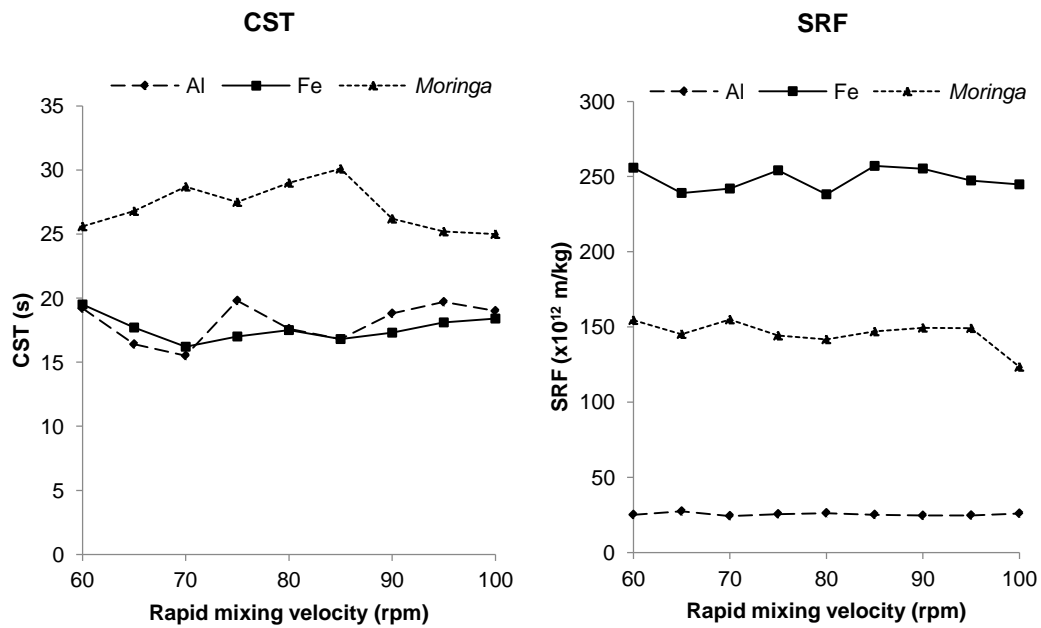 CST
Al Fe Moringa
35
30
25
20
15
10
5
0
CST (s)
60 70 80 90 100
Rapid mixing velocity (rpm)
SRF
Al Fe Moringa
300
250
200
150
100
50
0
SRF (x10¹² m/kg)
60 70 80 90 100
Rapid mixing velocity (rpm)